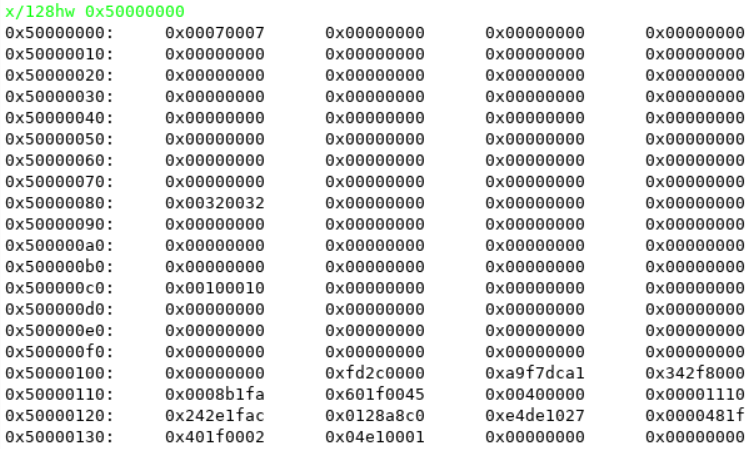 x/128hw 0x50000000
0x50000000: 0x00070007 0x00000000 0x00000000 0x00000000
0x50000010: 0x00000000 0x00000000 0x00000000 0x00000000
0x50000020: 0x00000000 0x00000000 0x00000000 0x00000000
0x50000030: 0x00000000 0x00000000 0x00000000 0x00000000
0x50000040: 0x00000000 0x00000000 0x00000000 0x00000000
0x50000050: 0x00000000 0x00000000 0x00000000 0x00000000
0x50000060: 0x00000000 0x00000000 0x00000000 0x00000000
0x50000070: 0x00000000 0x00000000 0x00000000 0x00000000
0x50000080: 0x00320032 0x00000000 0x00000000 0x00000000
0x50000090: 0x00000000 0x00000000 0x00000000 0x00000000
0x500000a0: 0x00000000 0x00000000 0x00000000 0x00000000
0x500000b0: 0x00000000 0x00000000 0x00000000 0x00000000
0x500000c0: 0x00100010 0x00000000 0x00000000 0x00000000
0x500000d0: 0x00000000 0x00000000 0x00000000 0x00000000
0x500000e0: 0x00000000 0x00000000 0x00000000 0x00000000
0x500000f0: 0x00000000 0x00000000 0x00000000 0x00000000
0x50000100: 0x00000000 0xfd2c0000 0xa9f7dca1 0x342f8000
0x50000110: 0x0008b1fa 0x601f0045 0x00400000 0x00001110
0x50000120: 0x242e1fac 0x0128a8c0 0xe4de1027 0x0000481f
0x50000130: 0x401f0002 0x04e10001 0x00000000 0x00000000